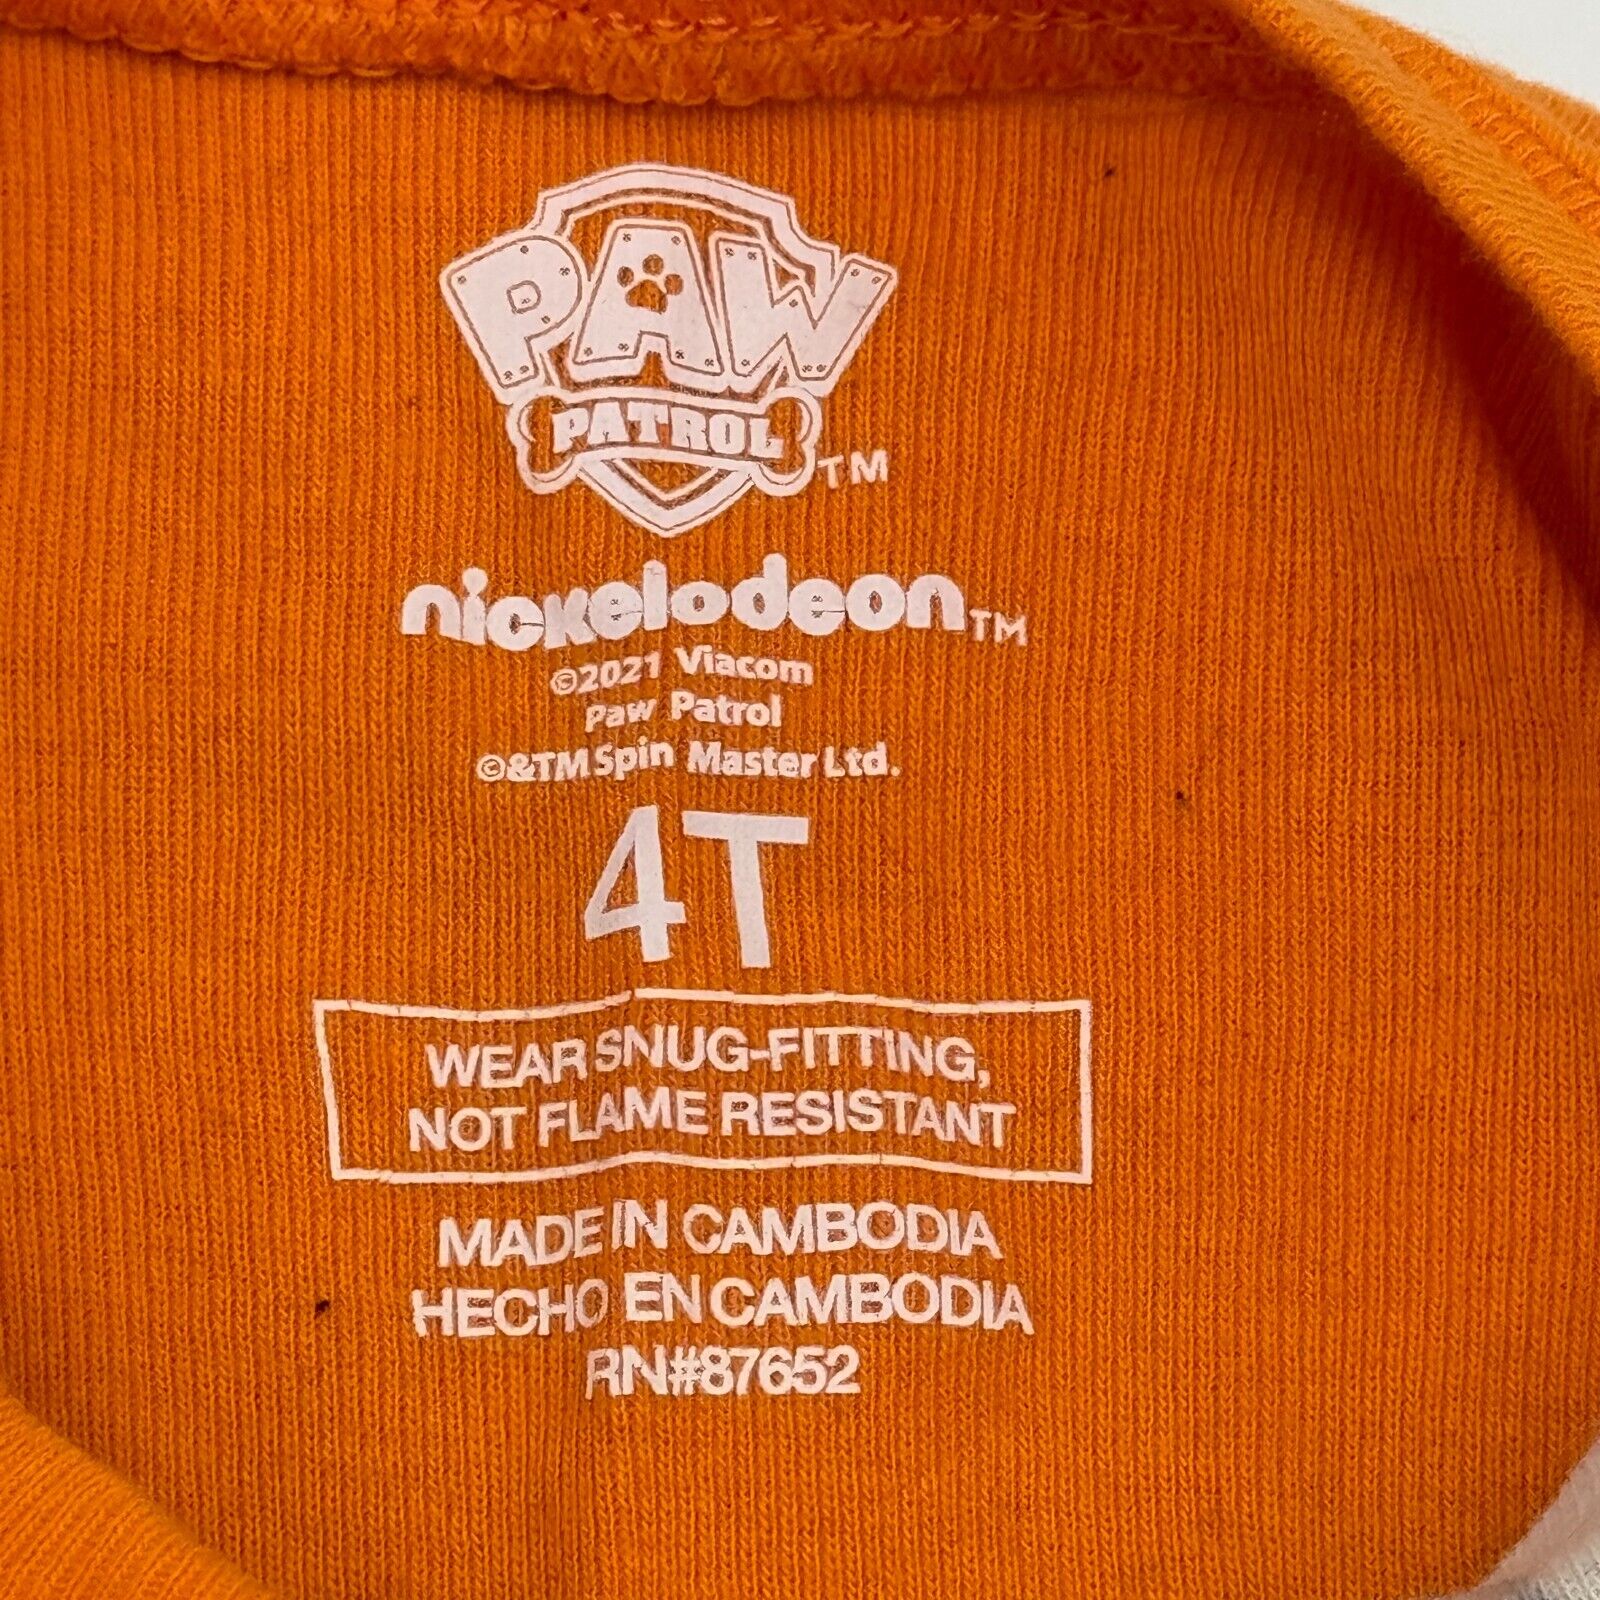 PAW
PATROL
TM
nickelodeon TM
©2021 Viacom
Paw Patrol
©&TM Spin Master Ltd.
4T
WEAR SNUG-FITTING,
NOT FLAME RESISTANT
MADE IN CAMBODIA
HECHO EN CAMBODIA
RN#87652